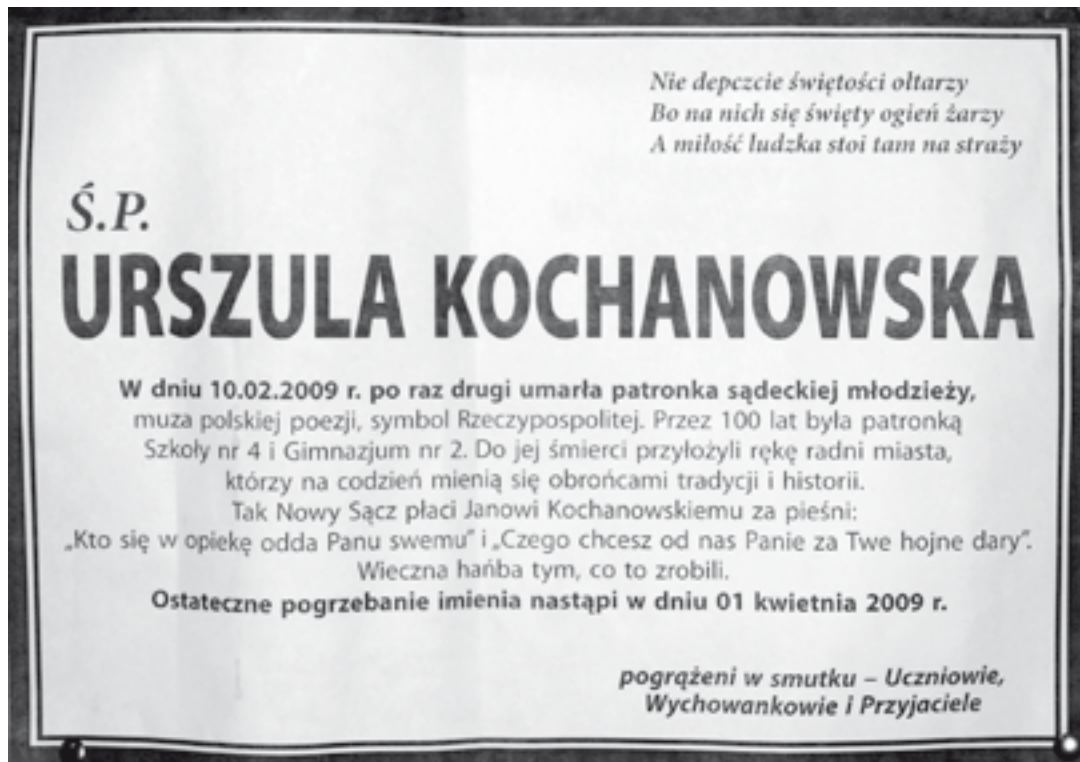 Nie depczcie świętości ołtarzy
Bo na nich się święty ogień żarzy
A miłość ludzka stoi tam na straży
Ś.P.
URSZULA KOCHANOWSKA
W dniu 10.02.2009 r. po raz drugi umarła patronka sądeckiej młodzieży,
muza polskiej poezji, symbol Rzeczypospolitej. Przez 100 lat była patronką
Szkoły nr 4 i Gimnazjum nr 2. Do jej śmierci przyłożyli rękę radni miasta,
którzy na codzień mienią się obrońcami tradycji i historii.
Tak Nowy Sącz płaci Janowi Kochanowskiemu za pieśni:
„Kto się w opiekę odda Panu swemu” i „Czego chcesz od nas Panie za Twe hojne dary”.
Wieczna hańba tym, co to zrobili.
Ostateczne pogrzebanie imienia nastąpi w dniu 01 kwietnia 2009 r.
pogrążeni w smutku – Uczniowie,
Wychowankowie i Przyjaciele